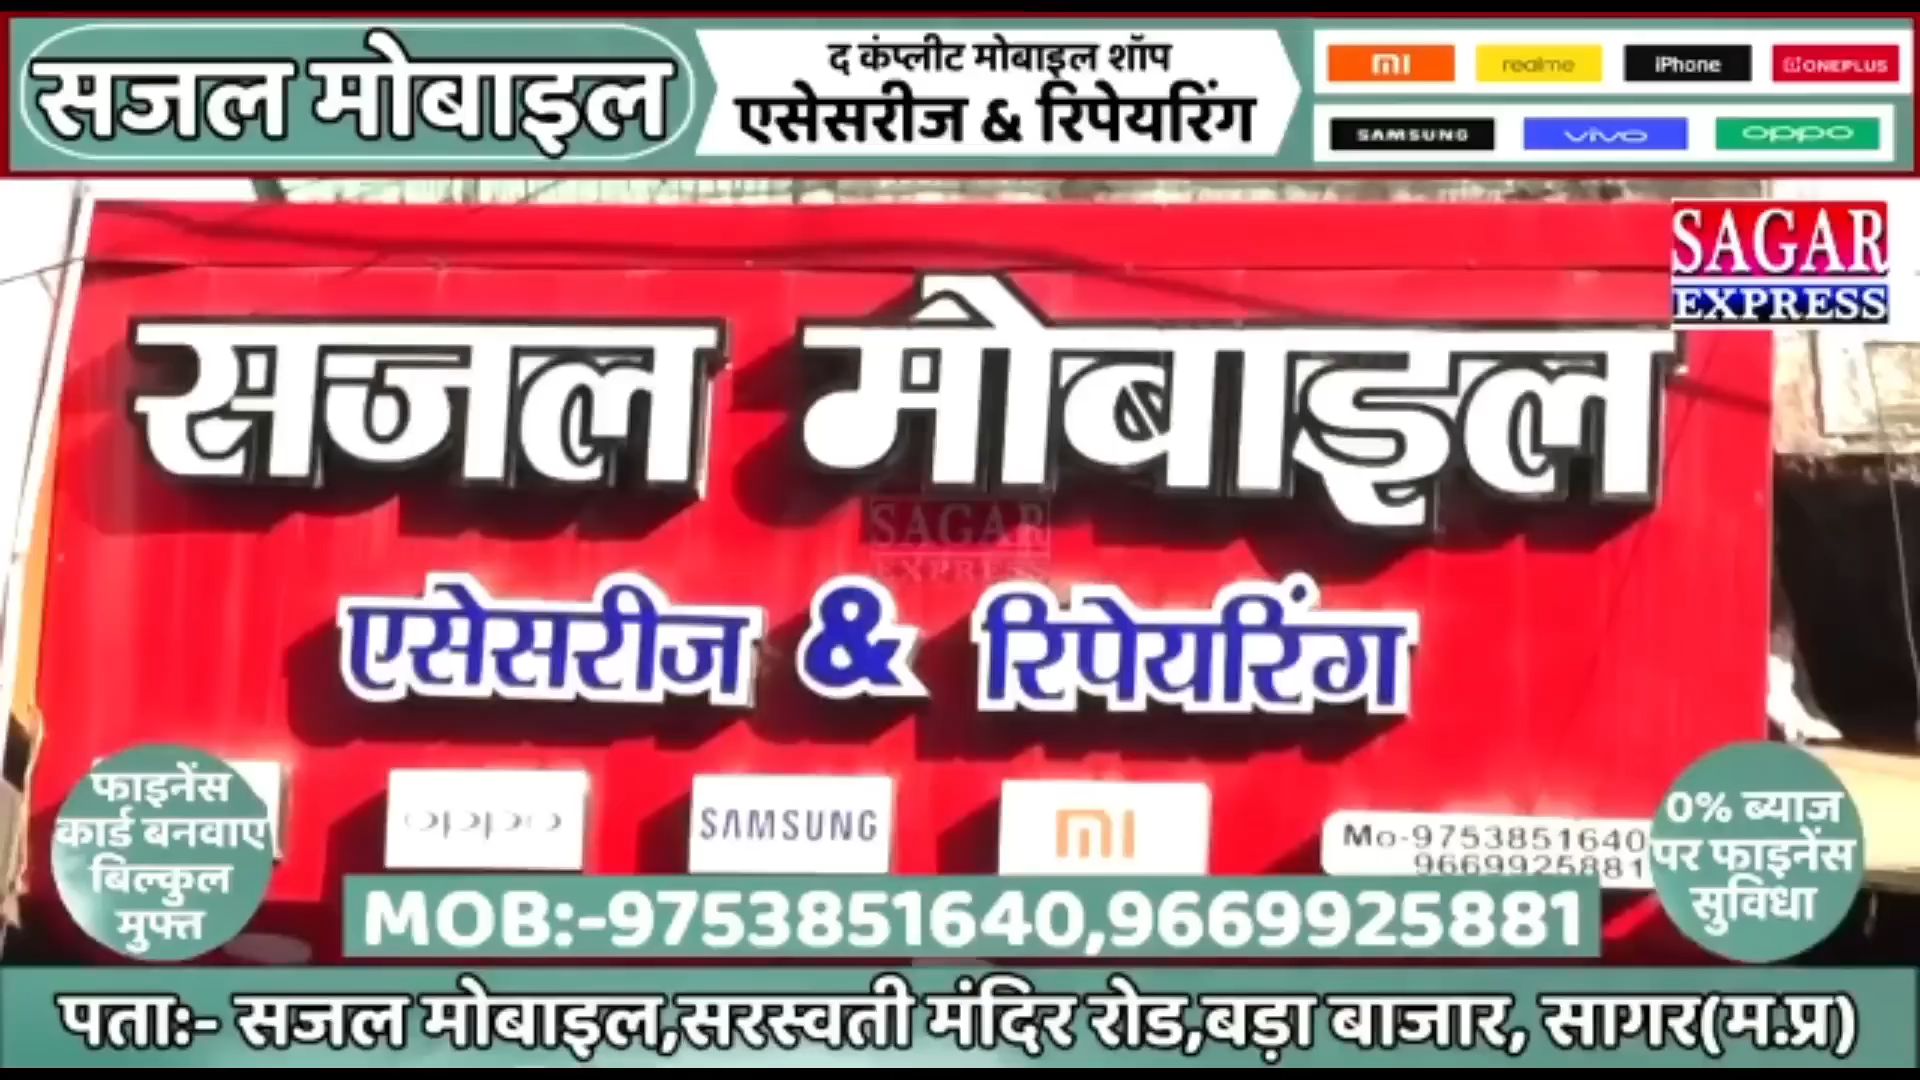 सजल मोबाइल
द कंप्लीट मोबाइल शॉप
एसेसरीज & रिपेयरिंग
mi realme iPhone ONEPLUS
SAMSUNG vivo oppo
SAGAR
EXPRESS
सजल मोबाइल
SAGAR
EXPRESS
एसेसरीज & रिपेयरिंग
फाइनेंस
कार्ड बनवाए
बिल्कुल
मुफ्त
oppo SAMSUNG mi
Mo-9753851640
9669925881
0% ब्याज
पर फाइनेंस
सुविधा
MOB:-9753851640,9669925881
पता:- सजल मोबाइल,सरस्वती मंदिर रोड,बड़ा बाजार, सागर(म.प्र)